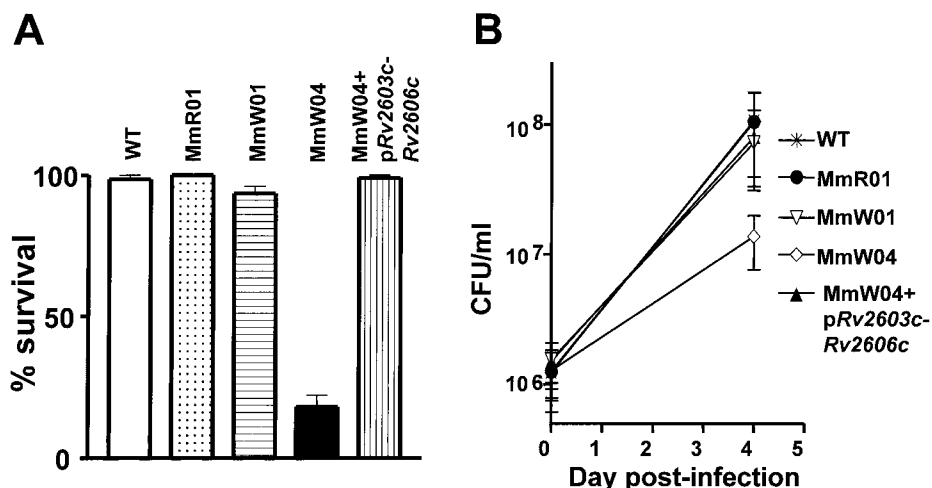 A
WT
MmR01
MmW01
MmW04
MmW04+
pRv2603c-
Rv2606c
% survival
100
50
0
B
CFU/ml
10⁸
10⁷
10⁶
0 1 2 3 4 5
Day post-infection
WT
MmR01
MmW01
MmW04
MmW04+
pRv2603c-
Rv2606c